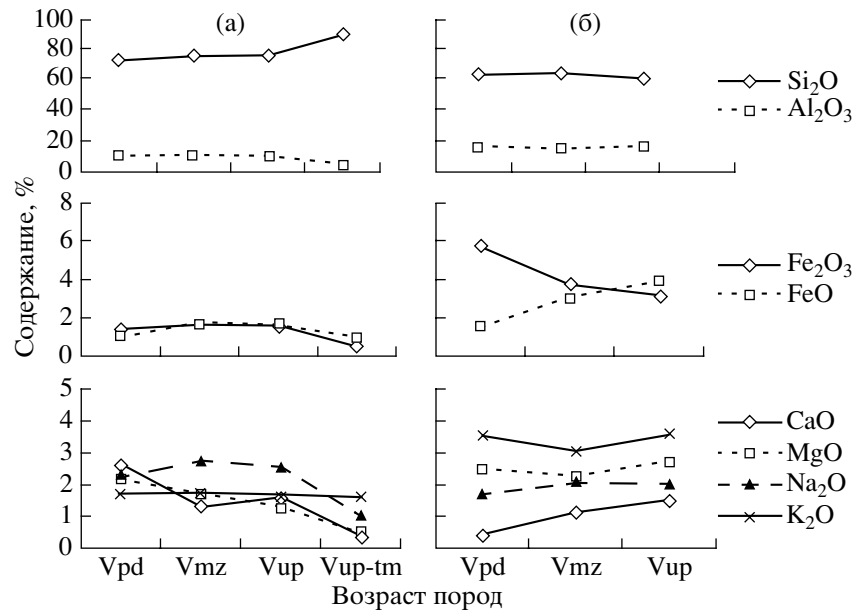 (а)
(б)
Содержание, %
100
80
60
40
20
0
Si₂O
Al₂O₃
8
6
4
2
0
Fe₂O₃
FeO
5
4
3
2
1
0
CaO
MgO
Na₂O
K₂O
Vpd Vmz Vup Vup-tm
Vpd Vmz Vup
Возраст пород